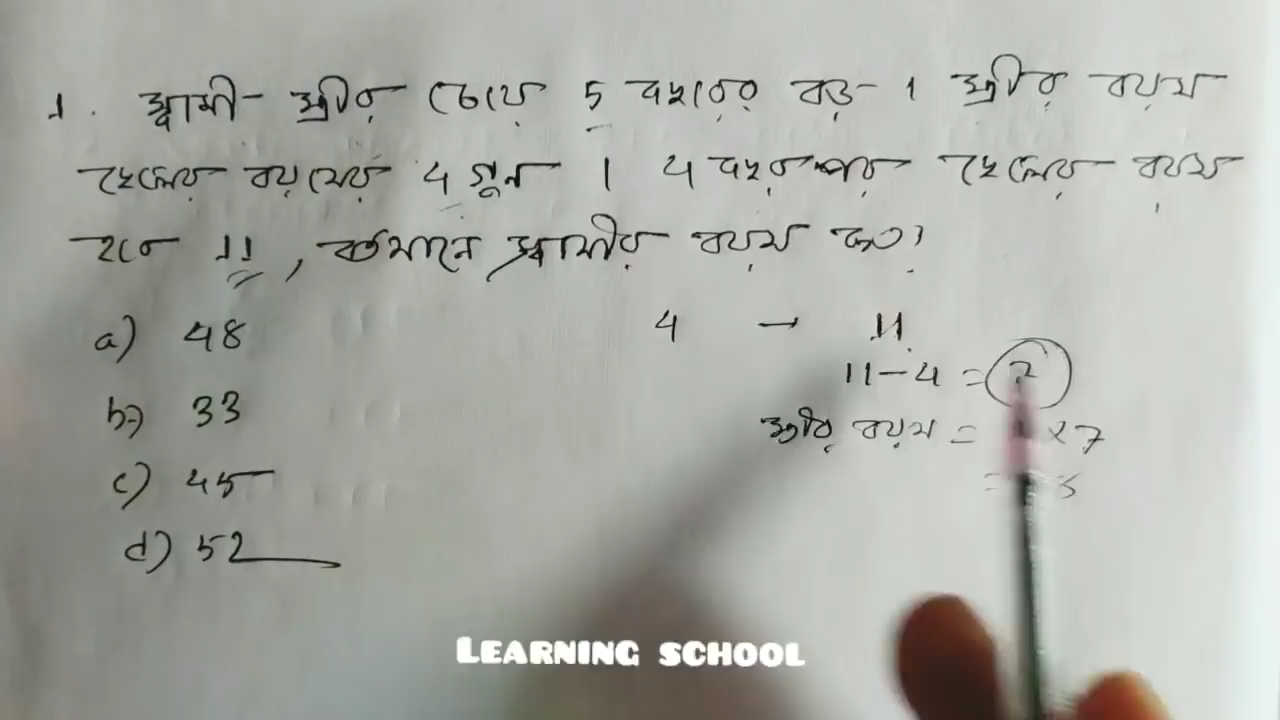 1. স্বামী স্ত্রীর চেয়ে 5 বছরের বড় । স্ত্রীর বয়স
ছেলের বয়সের 4 গুন । 4 বছর পর ছেলের বয়স
হবে 11, বর্তমানে স্বামীর বয়স কত?
a) 48
b) 33
c) 45
d) 52
4 → 11
11-4 = 7
স্ত্রীর বয়স = ×7
=
LEARNING SCHOOL